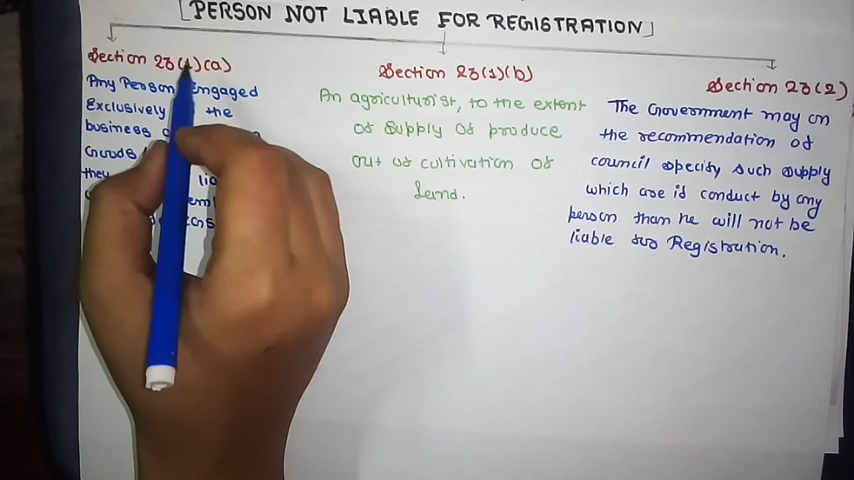 [PERSON NOT LIABLE FOR REGISTRATION]
Section 23(1)(a)
Any Person Engaged
Exclusively the
business
Goods
they
Section 23(1)(b)
An agriculturist, to the extent
of supply of produce
out of cultivation of
land.
Section 23(2)
The Government may on
the recommendation of
council specify such supply
which are if conduct by any
person than he will not be
liable for Registration.